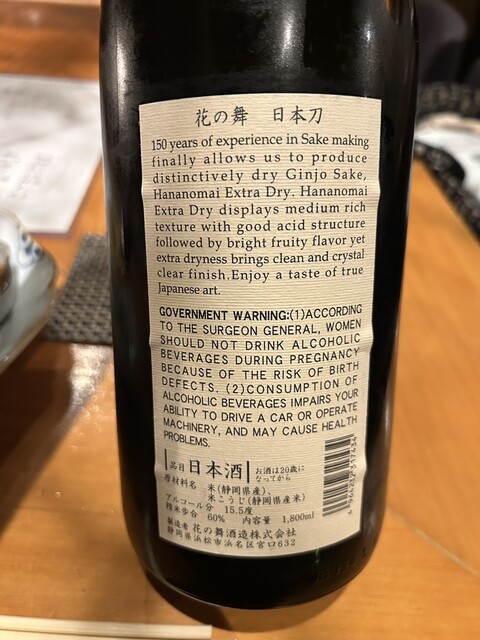 花の舞 日本刀
150 years of experience in Sake making
finally allows us to produce
distinctively dry Ginjo Sake,
Hananomai Extra Dry. Hananomai
Extra Dry displays medium rich
texture with good acid structure
followed by bright fruity flavor yet
extra dryness brings clean and crystal
clear finish.Enjoy a taste of true
Japanese art.
GOVERNMENT WARNING:(1)ACCORDING
TO THE SURGEON GENERAL, WOMEN
SHOULD NOT DRINK ALCOHOLIC
BEVERAGES DURING PREGNANCY
BECAUSE OF THE RISK OF BIRTH
DEFECTS. (2)CONSUMPTION OF
ALCOHOLIC BEVERAGES IMPAIRS YOUR
ABILITY TO DRIVE A CAR OR OPERATE
MACHINERY, AND MAY CAUSE HEALTH
PROBLEMS.
品目 日本酒 お酒は20歳になってから
原材料名 米(静岡県産)、
米こうじ(静岡県産米)
アルコール分 15.5度
精米歩合 60% 内容量 1,800ml
製造者 花の舞酒造株式会社
静岡県浜松市浜名区宮口632